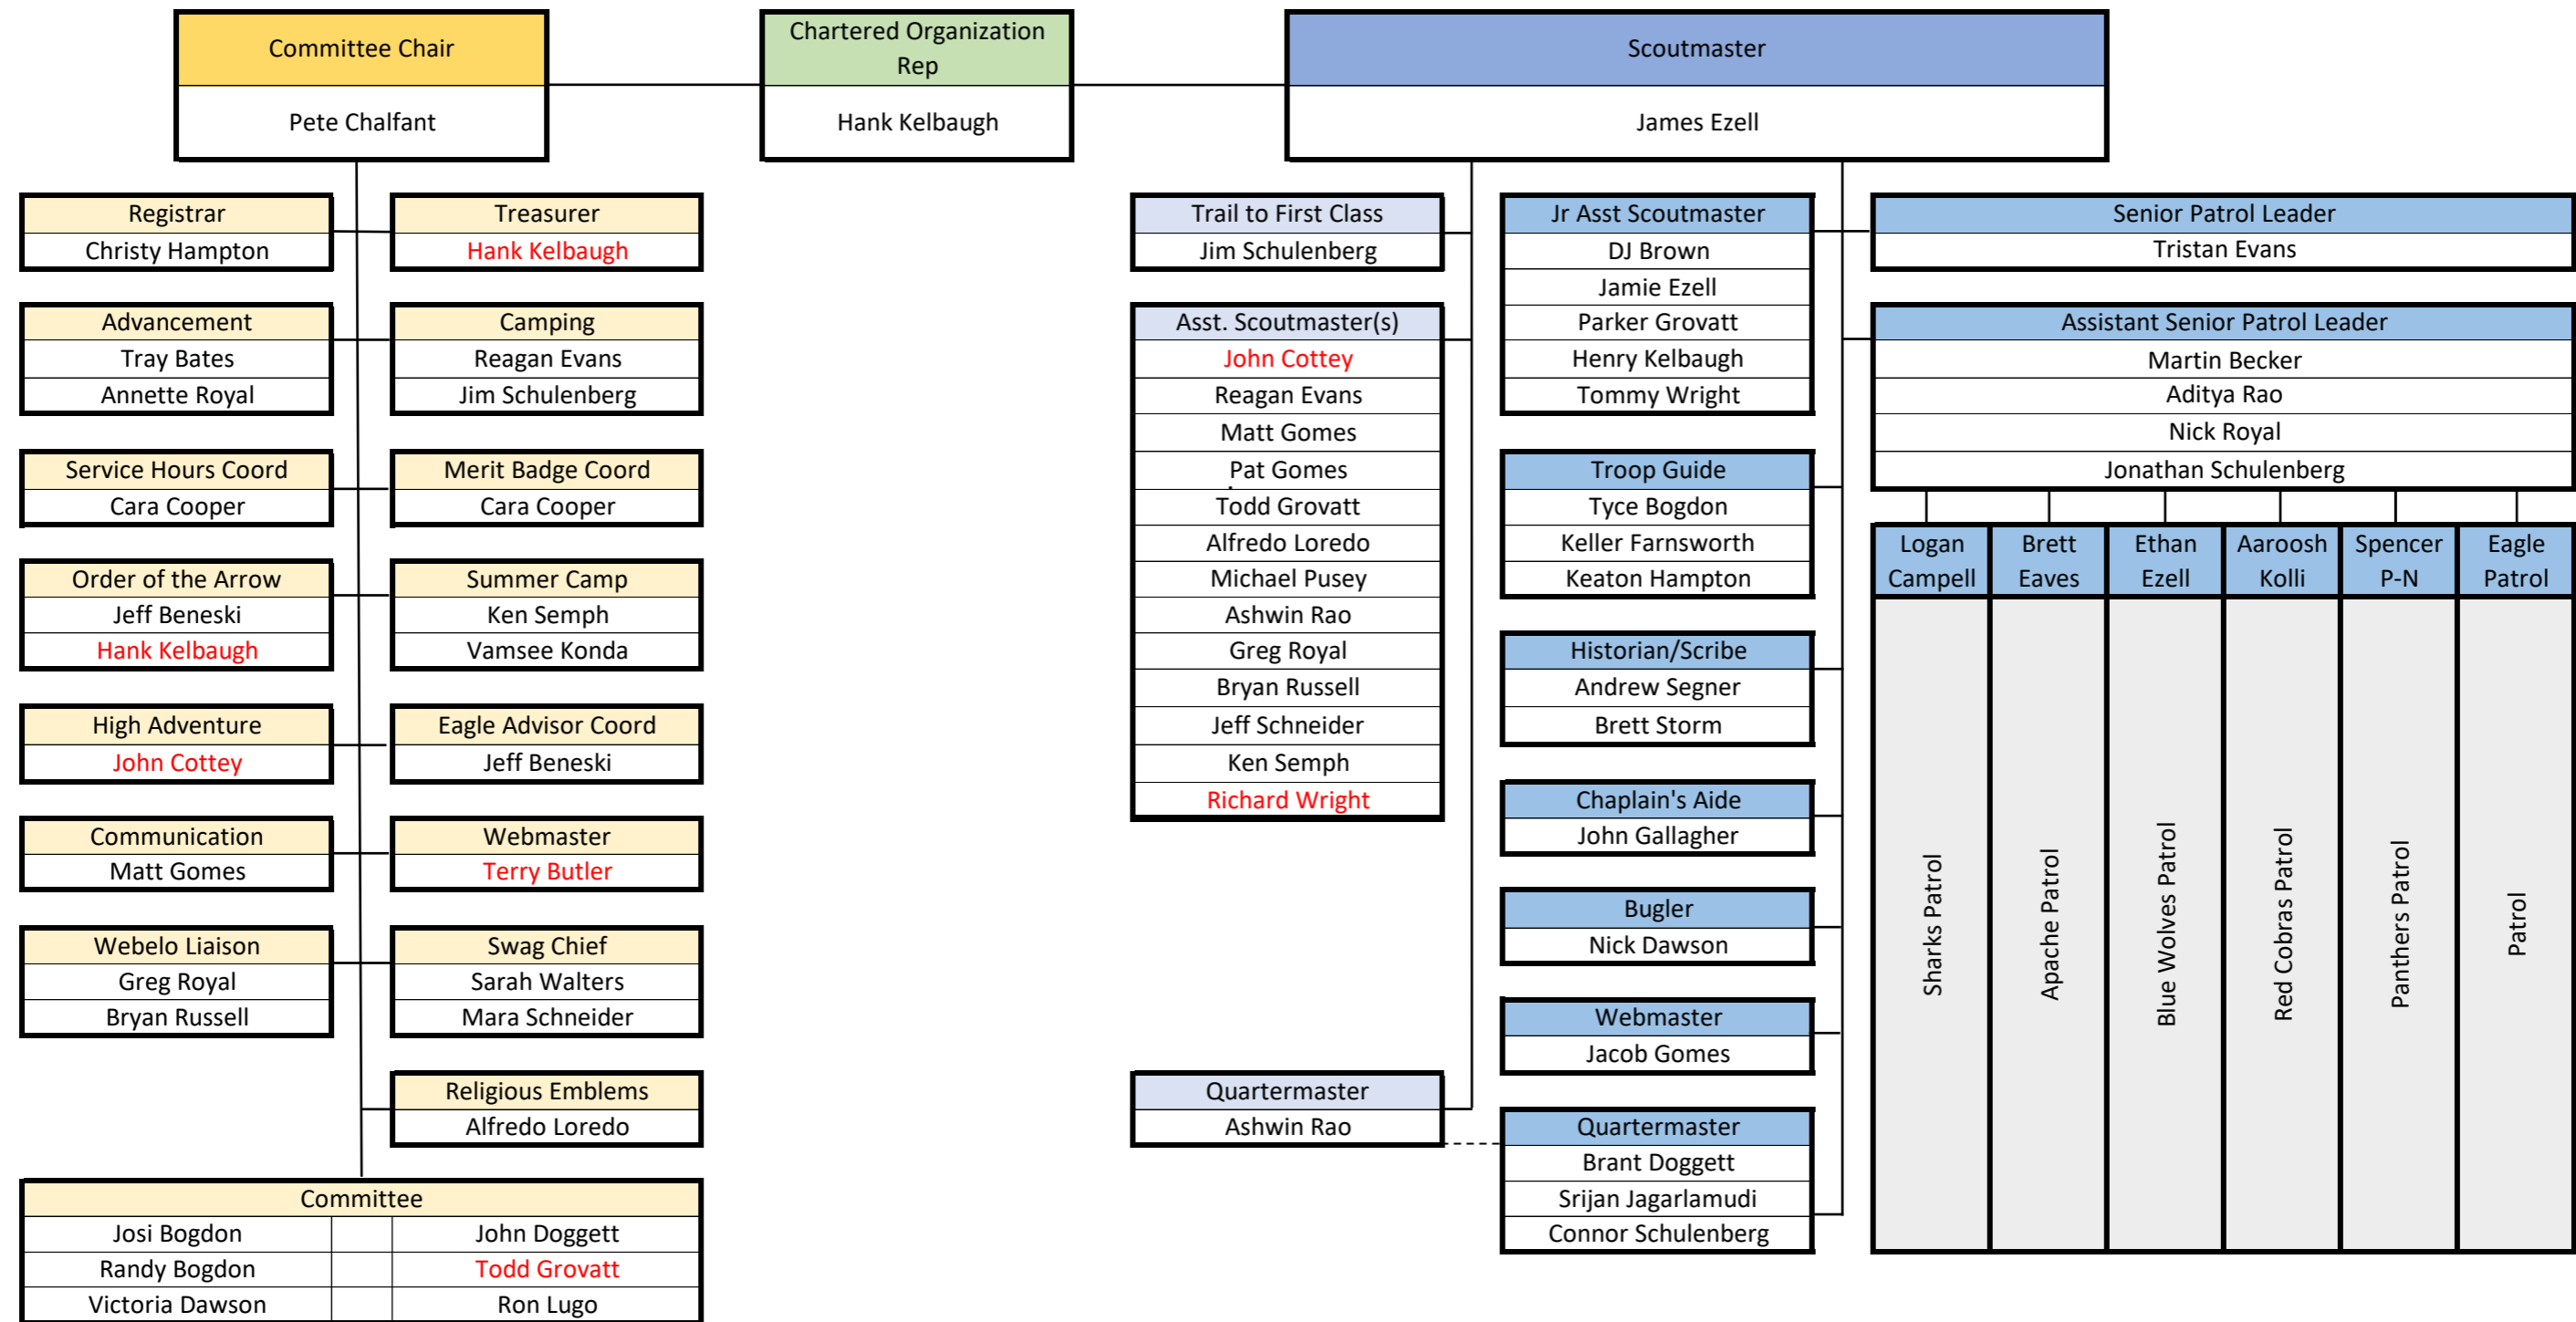 Committee Chair
Pete Chalfant
Chartered Organization
Rep
Hank Kelbaugh
Scoutmaster
James Ezell
Registrar
Christy Hampton
Treasurer
Hank Kelbaugh
Advancement
Tray Bates
Annette Royal
Camping
Reagan Evans
Jim Schulenberg
Service Hours Coord
Cara Cooper
Merit Badge Coord
Cara Cooper
Order of the Arrow
Jeff Beneski
Hank Kelbaugh
Summer Camp
Ken Semph
Vamsee Konda
High Adventure
John Cottey
Eagle Advisor Coord
Jeff Beneski
Communication
Matt Gomes
Webmaster
Terry Butler
Webelo Liaison
Greg Royal
Bryan Russell
Swag Chief
Sarah Walters
Mara Schneider
Religious Emblems
Alfredo Loredo
Committee
Josi Bogdon
John Doggett
Randy Bogdon
Todd Grovatt
Victoria Dawson
Ron Lugo
Trail to First Class
Jim Schulenberg
Asst. Scoutmaster(s)
John Cottey
Reagan Evans
Matt Gomes
Pat Gomes
Todd Grovatt
Alfredo Loredo
Michael Pusey
Ashwin Rao
Greg Royal
Bryan Russell
Jeff Schneider
Ken Semph
Richard Wright
Quartermaster
Ashwin Rao
Jr Asst Scoutmaster
DJ Brown
Jamie Ezell
Parker Grovatt
Henry Kelbaugh
Tommy Wright
Troop Guide
Tyce Bogdon
Keller Farnsworth
Keaton Hampton
Historian/Scribe
Andrew Segner
Brett Storm
Chaplain's Aide
John Gallagher
Bugler
Nick Dawson
Webmaster
Jacob Gomes
Quartermaster
Brant Doggett
Srijan Jagarlamudi
Connor Schulenberg
Senior Patrol Leader
Tristan Evans
Assistant Senior Patrol Leader
Martin Becker
Aditya Rao
Nick Royal
Jonathan Schulenberg
Logan
Campell
Sharks Patrol
Brett
Eaves
Apache Patrol
Ethan
Ezell
Blue Wolves Patrol
Aaroosh
Kolli
Red Cobras Patrol
Spencer
P-N
Panthers Patrol
Eagle
Patrol
Patrol